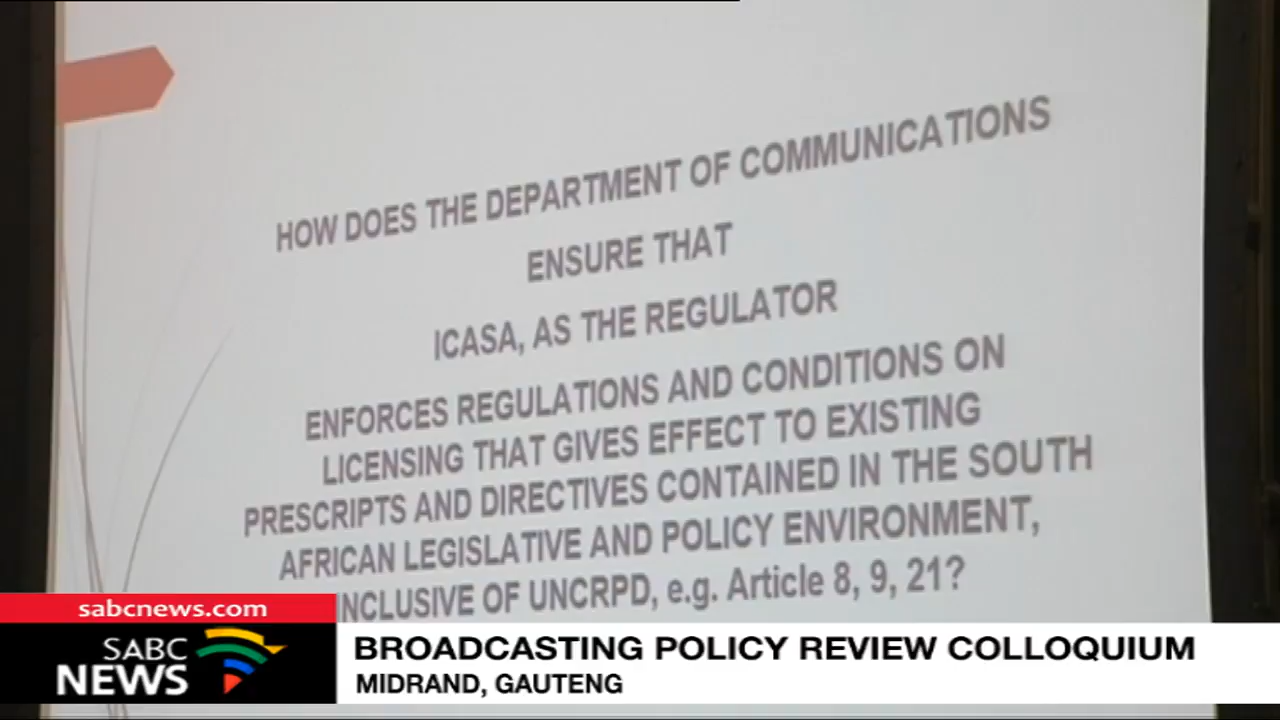 HOW DOES THE DEPARTMENT OF COMMUNICATIONS
ENSURE THAT
ICASA, AS THE REGULATOR
ENFORCES REGULATIONS AND CONDITIONS ON
LICENSING THAT GIVES EFFECT TO EXISTING
PRESCRIPTS AND DIRECTIVES CONTAINED IN THE SOUTH
AFRICAN LEGISLATIVE AND POLICY ENVIRONMENT,
INCLUSIVE OF UNCRPD, e.g. Article 8, 9, 21?
sabcnews.com
SABC
NEWS
BROADCASTING POLICY REVIEW COLLOQUIUM
MIDRAND, GAUTENG